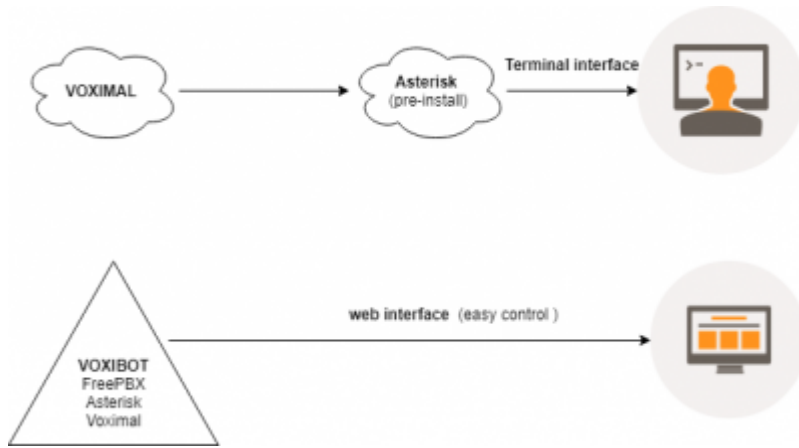 VOXIMAL
Asterisk
(pre-install)
Terminal interface
>-
web interface (easy control )
VOXIBOT
FreePBX
Asterisk
Voximal